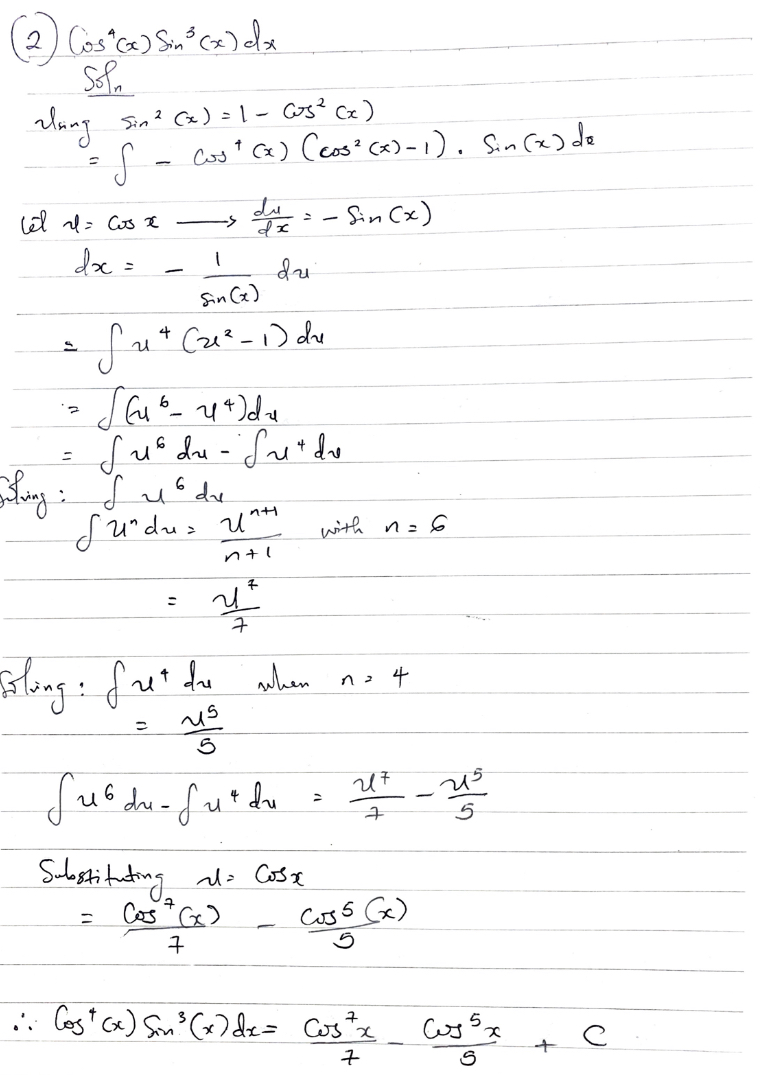 (2) Cos⁴(x) Sin³(x) dx
Solₙ
Using sin²(x) = 1 - Cos²(x)
= ∫ - Cos⁴(x) (cos²(x) - 1) . Sin(x) dx
Let u = Cos x ⟶ du/dx = - Sin(x)
dx = - 1/sin(x) du
= ∫ u⁴ (u² - 1) du
= ∫(u⁶ - u⁴) du
= ∫ u⁶ du - ∫ u⁴ du
Solving : ∫ u⁶ du
∫ uⁿ du = uⁿ⁺¹/n+1 with n = 6
= u⁷/7
Solving : ∫ u⁴ du when n = 4
= u⁵/5
∫ u⁶ du - ∫ u⁴ du = u⁷/7 - u⁵/5
Substituting u = Cos x
= Cos⁷(x)/7 - Cos⁵(x)/5
∴ Cos⁴(x) Sin³(x) dx = Cos⁷x/7 - Cos⁵x/5 + C